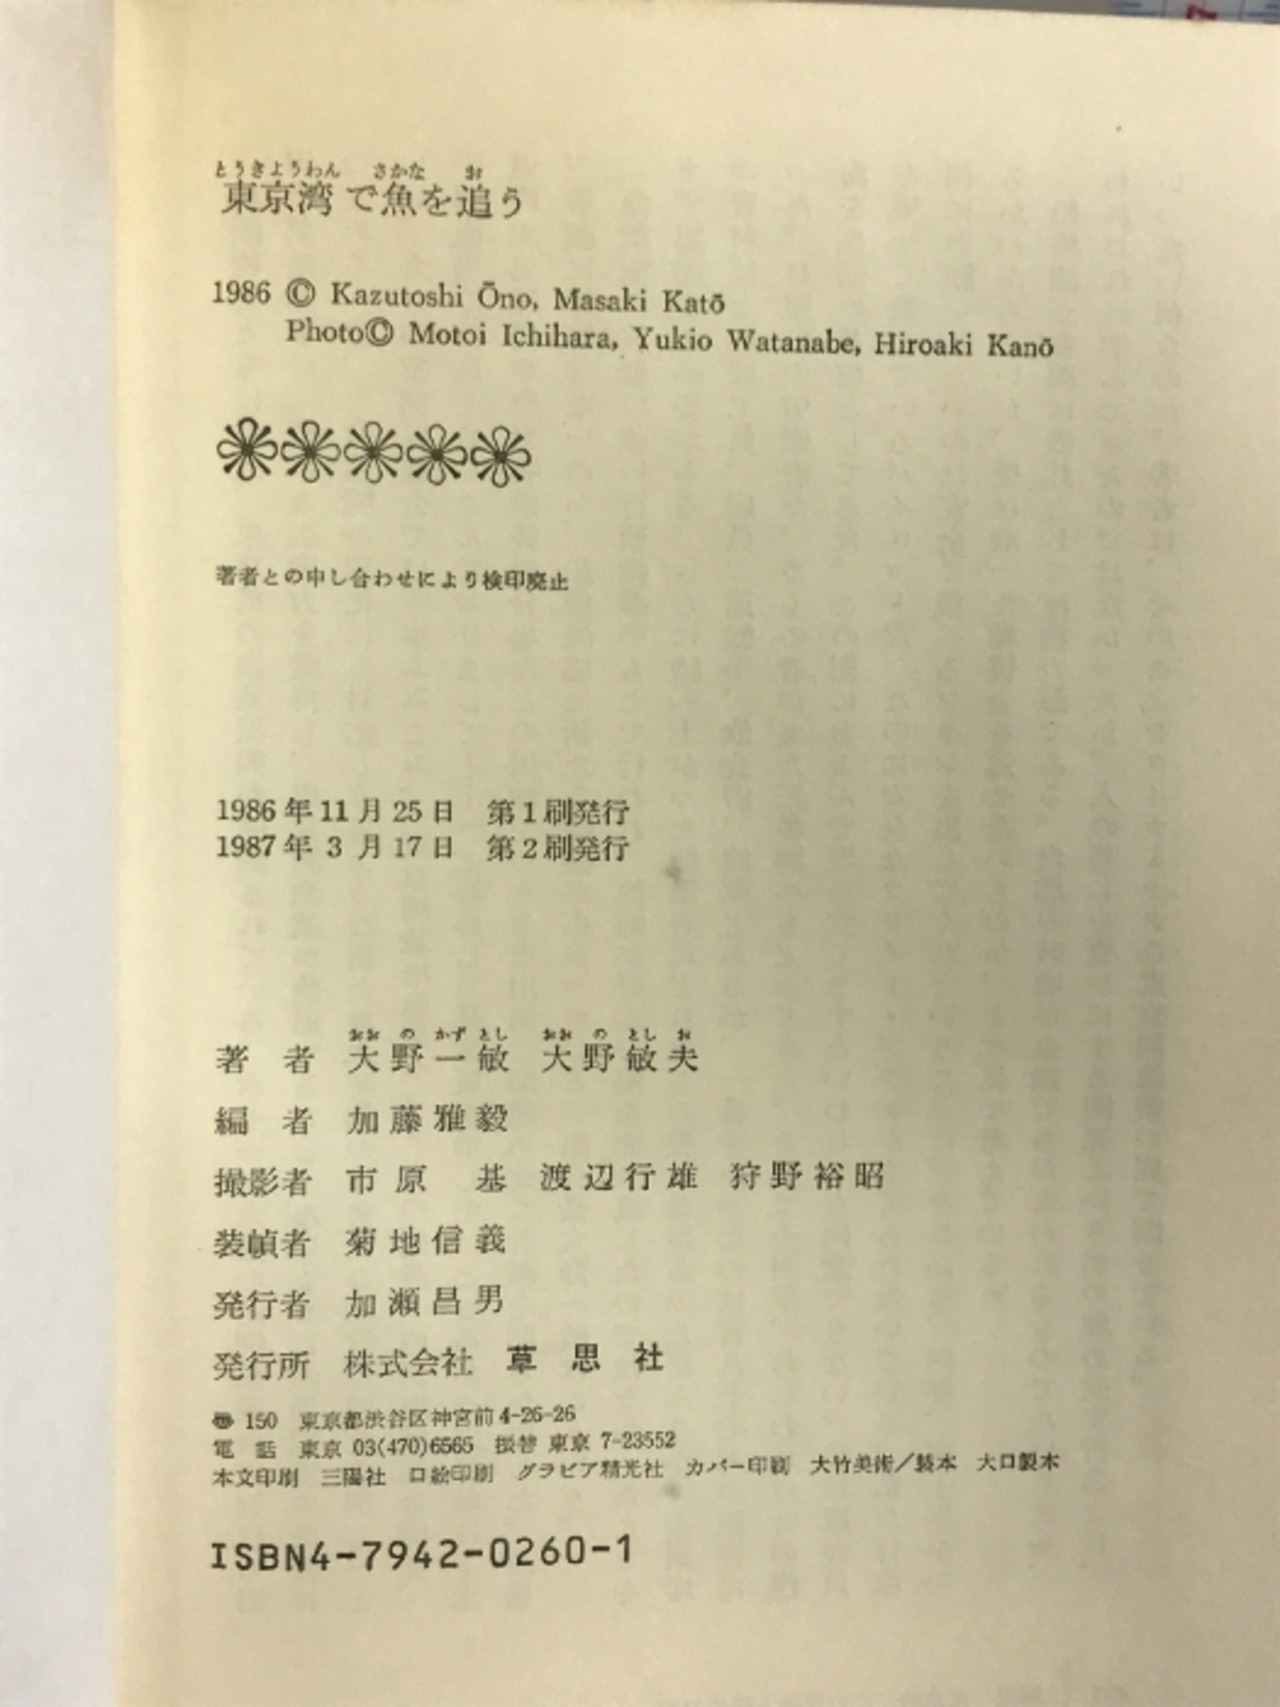 とうきようわん さかな お
東京湾で魚を追う
1986 © Kazutoshi Ōno, Masaki Katō
Photo© Motoi Ichihara, Yukio Watanabe, Hiroaki Kanō
著者との申し合わせにより検印廃止
1986年11月25日 第1刷発行
1987年3月17日 第2刷発行
おお の かず とし おお の とし お
著者 大野一敏 大野敏夫
編者 加藤雅毅
撮影者 市原 基 渡辺行雄 狩野裕昭
装幀者 菊地信義
発行者 加瀬昌男
発行所 株式会社 草思社
150 東京都渋谷区神宮前4-26-26
電話 東京 03(470)6565 振替 東京 7-23552
本文印刷 三陽社 口絵印刷 グラビア精光社 カバー印刷 大竹美術/製本 大口製本
ISBN4-7942-0260-1